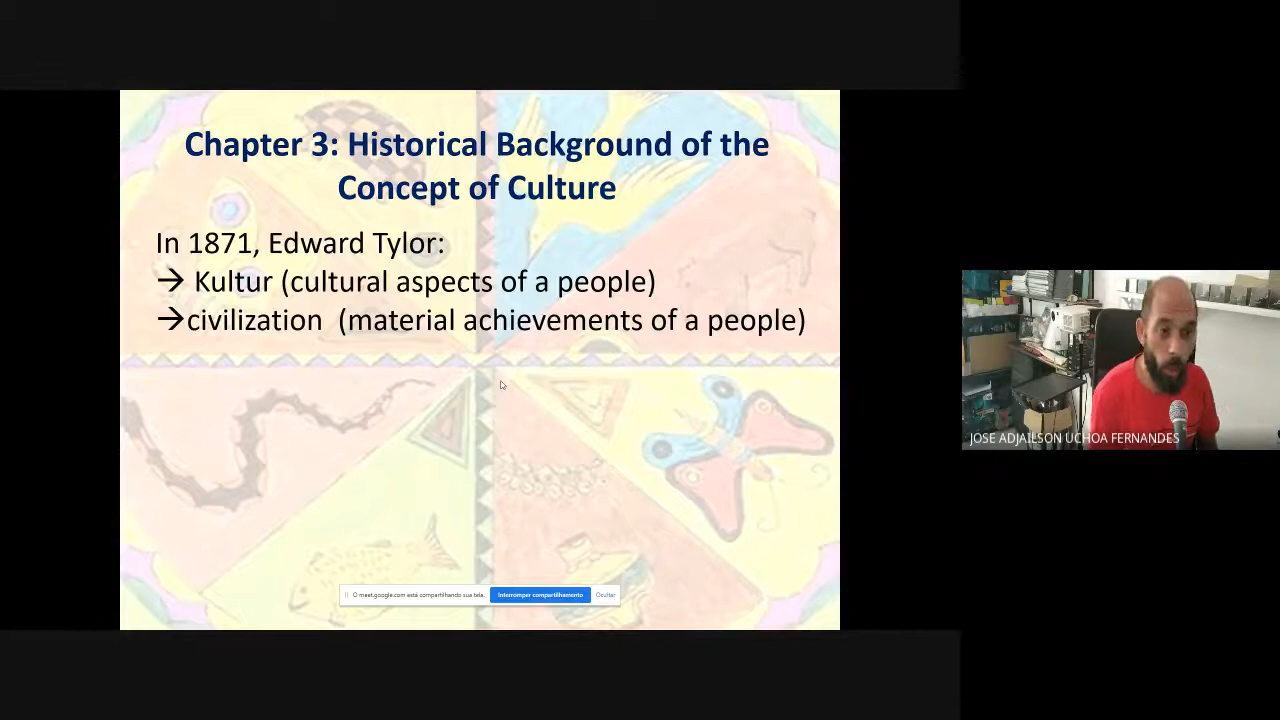 Chapter 3: Historical Background of the
Concept of Culture
In 1871, Edward Tylor:
→ Kultur (cultural aspects of a people)
→civilization (material achievements of a people)
JOSE ADJAILSON UCHOA FERNANDES
O meet.google.com está compartilhando sua tela.
Interromper compartilhamento
Ocultar